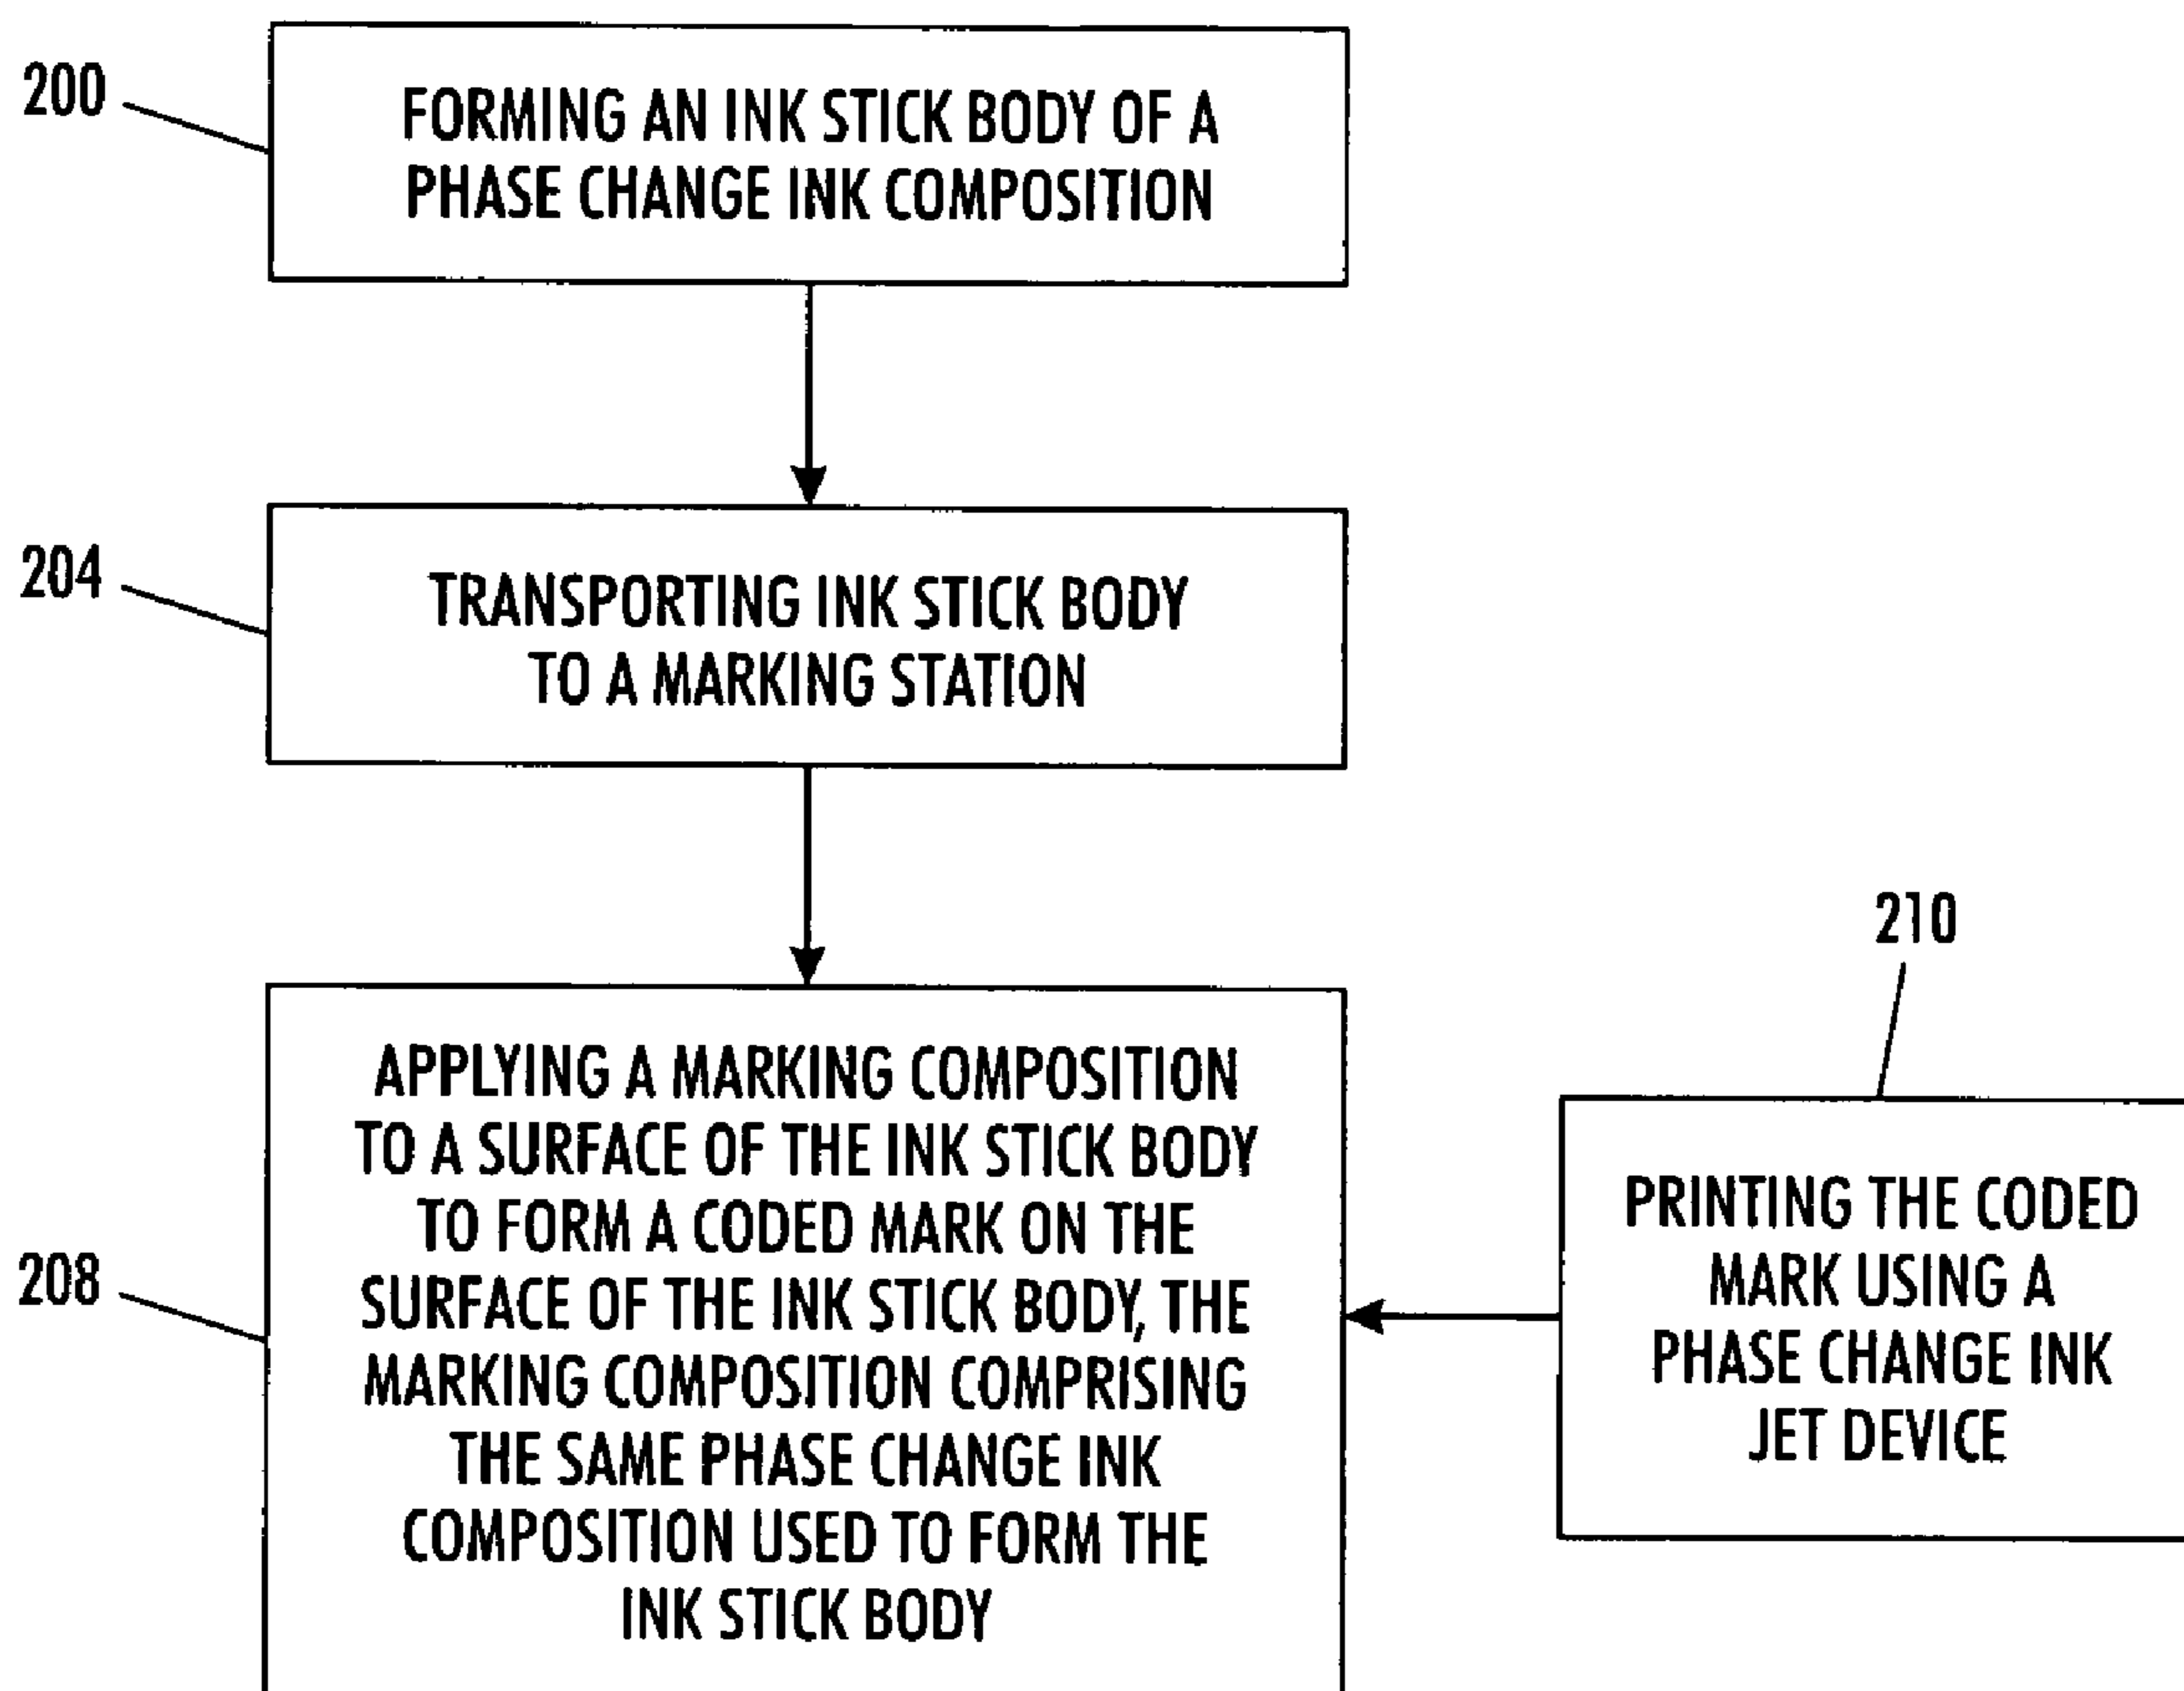 200
FORMING AN INK STICK BODY OF A
PHASE CHANGE INK COMPOSITION
204
TRANSPORTING INK STICK BODY
TO A MARKING STATION
208
APPLYING A MARKING COMPOSITION
TO A SURFACE OF THE INK STICK BODY
TO FORM A CODED MARK ON THE
SURFACE OF THE INK STICK BODY, THE
MARKING COMPOSITION COMPRISING
THE SAME PHASE CHANGE INK
COMPOSITION USED TO FORM THE
INK STICK BODY
210
PRINTING THE CODED
MARK USING A
PHASE CHANGE INK
JET DEVICE